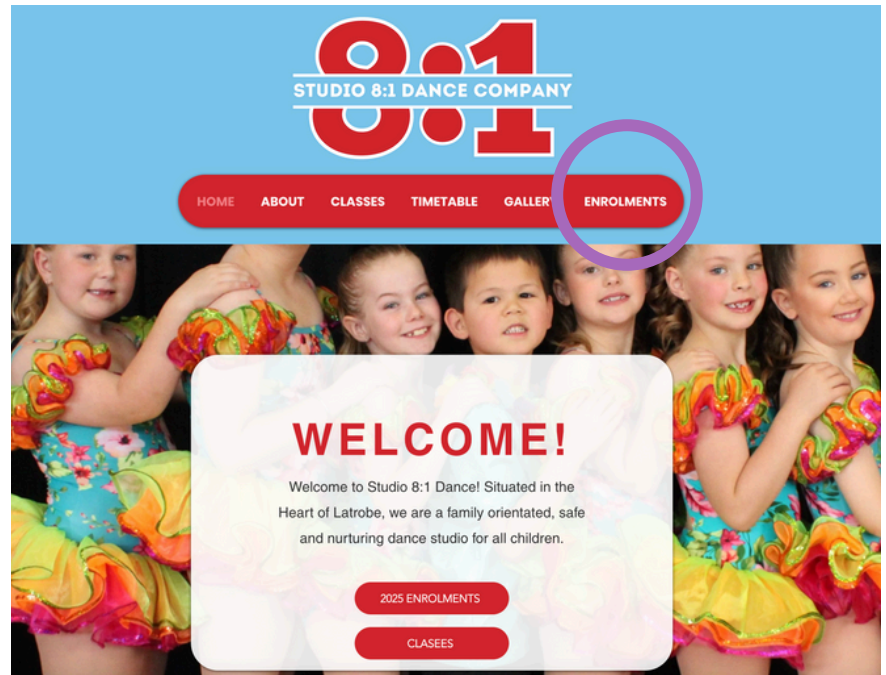 8:1
STUDIO 8:1 DANCE COMPANY
HOME ABOUT CLASSES TIMETABLE GALLERY ENROLMENTS
WELCOME!
Welcome to Studio 8:1 Dance! Situated in the
Heart of Latrobe, we are a family orientated, safe
and nurturing dance studio for all children.
2025 ENROLMENTS
CLASEES